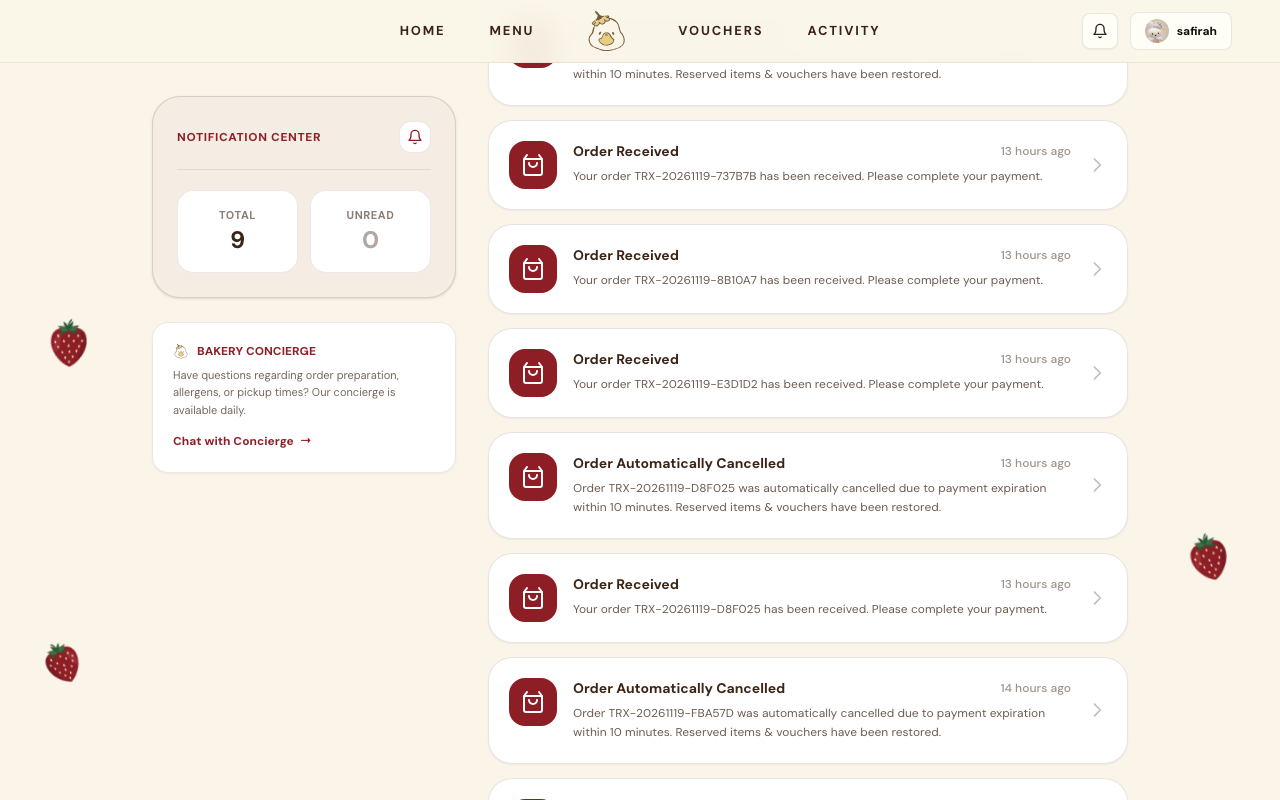 HOME
MENU
VOUCHERS
ACTIVITY
safirah
NOTIFICATION CENTER
TOTAL
9
UNREAD
0
BAKERY CONCIERGE
Have questions regarding order preparation,
allergens, or pickup times? Our concierge is
available daily.
Chat with Concierge →
within 10 minutes. Reserved items & vouchers have been restored.
Order Received
13 hours ago
Your order TRX-20261119-737B7B has been received. Please complete your payment.
Order Received
13 hours ago
Your order TRX-20261119-8B10A7 has been received. Please complete your payment.
Order Received
13 hours ago
Your order TRX-20261119-E3D1D2 has been received. Please complete your payment.
Order Automatically Cancelled
13 hours ago
Order TRX-20261119-D8F025 was automatically cancelled due to payment expiration
within 10 minutes. Reserved items & vouchers have been restored.
Order Received
13 hours ago
Your order TRX-20261119-D8F025 has been received. Please complete your payment.
Order Automatically Cancelled
14 hours ago
Order TRX-20261119-FBA57D was automatically cancelled due to payment expiration
within 10 minutes. Reserved items & vouchers have been restored.